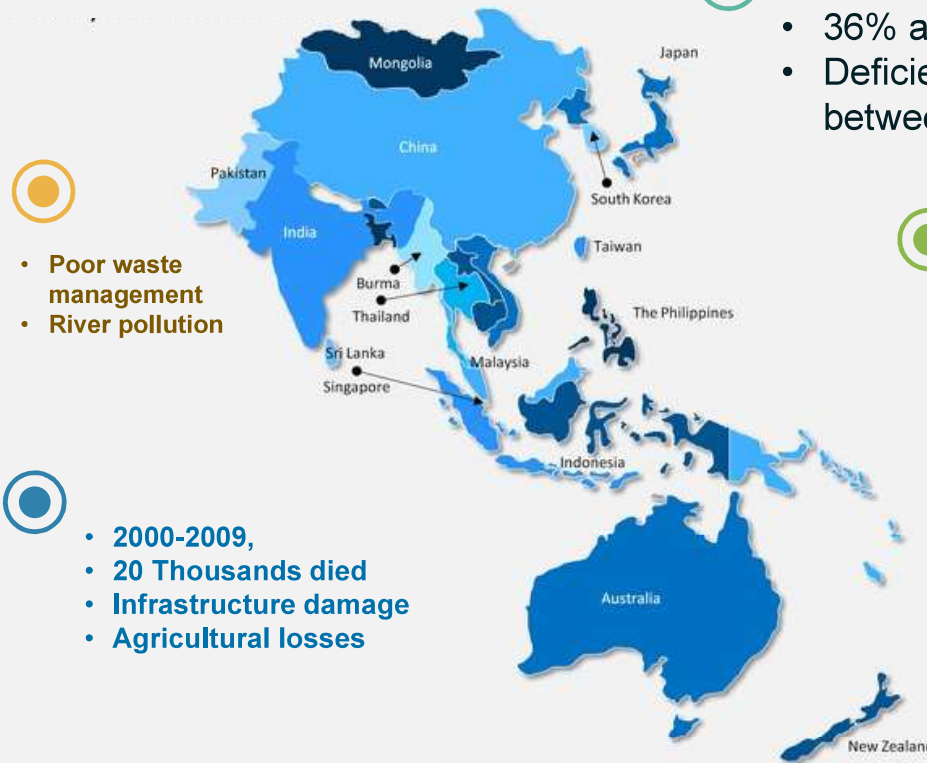 • 36% a
• Deficie
betwee
Japan
Mongolia
China
Pakistan
South Korea
India
Taiwan
• Poor waste
management
• River pollution
Burma
Thailand
The Philippines
Sri Lanka
Malaysia
Singapore
Indonesia
• 2000-2009,
• 20 Thousands died
• Infrastructure damage
• Agricultural losses
Australia
New Zealan